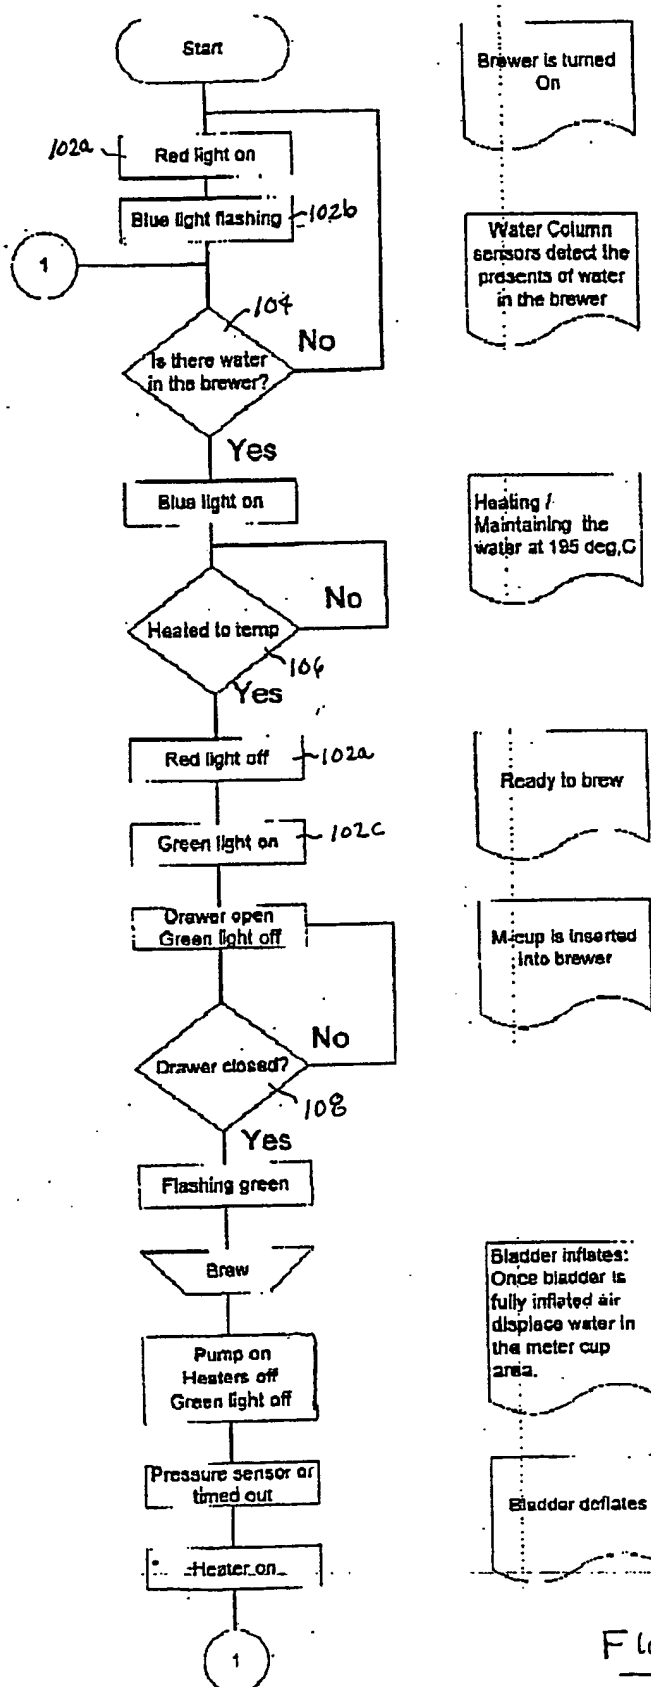 Start
Brewer is turned
On
102a
Red light on
Blue light flashing
102b
Water Column
sensors detect the
presents of water
in the brewer
1
104
No
Is there water
in the brewer?
Yes
Blue light on
Heating /
Maintaining the
water at 195 deg,C
No
Heated to temp
106
Yes
Red light off
102a
Ready to brew
Green light on
102c
Drawer open
Green light off
M-cup is inserted
into brewer
No
Drawer closed?
108
Yes
Flashing green
Brew
Bladder inflates:
Once bladder is
fully inflated air
displace water in
the meter cup
area.
Pump on
Heaters off
Green light off
Pressure sensor or
timed out
Bladder deflates
Heater on
1